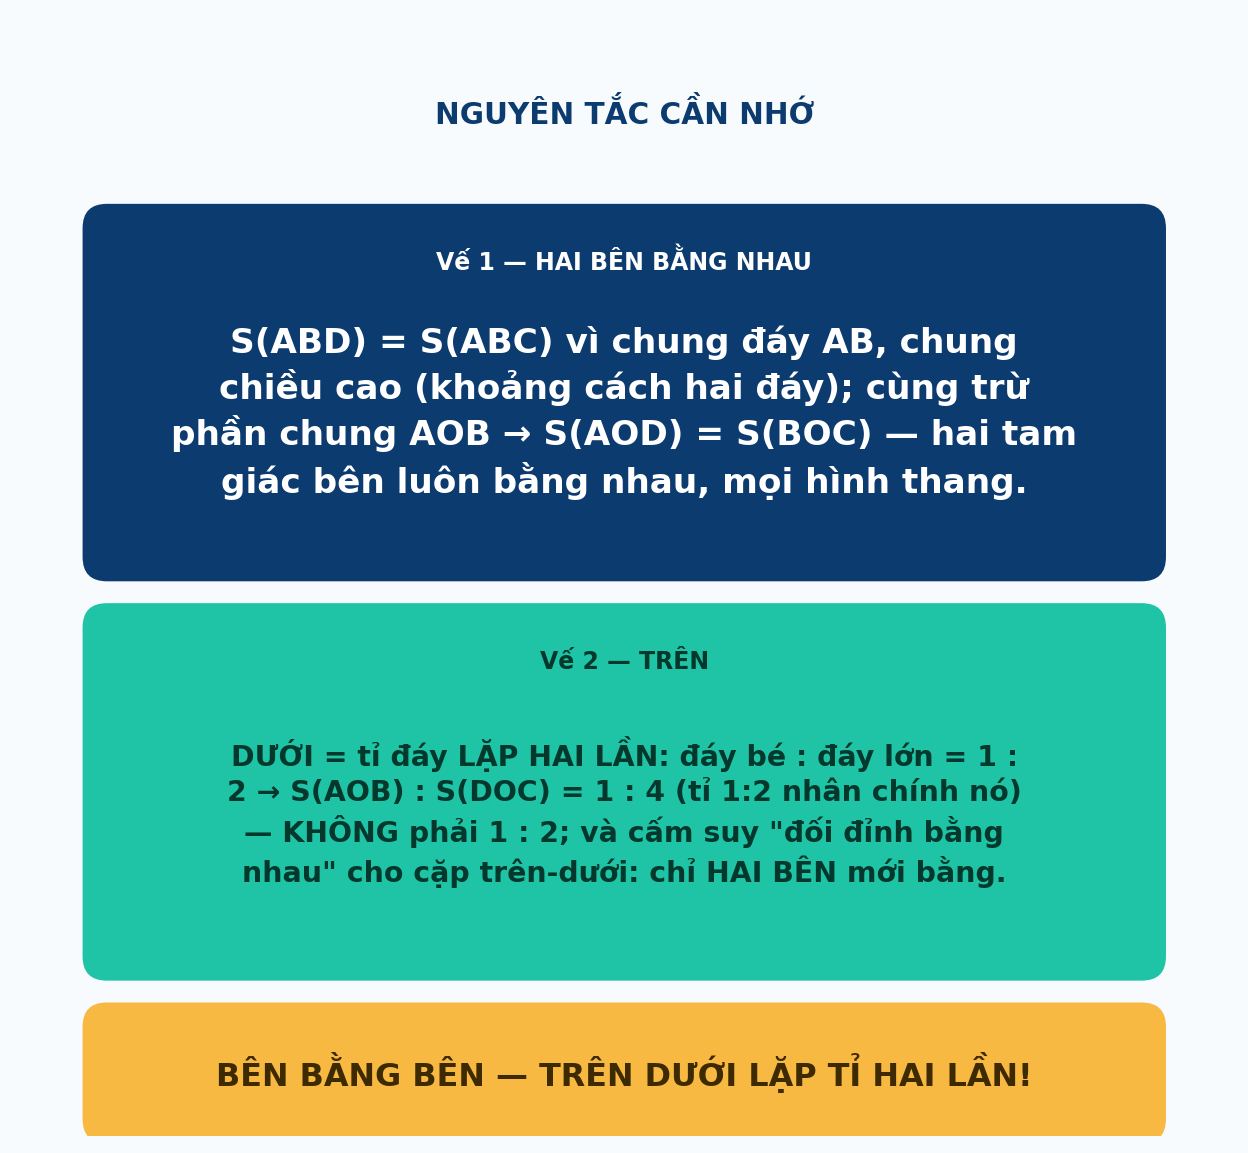 NGUYÊN TẮC CẦN NHỚ
Vế 1 — HAI BÊN BẰNG NHAU
S(ABD) = S(ABC) vì chung đáy AB, chung
chiều cao (khoảng cách hai đáy); cùng trừ
phần chung AOB → S(AOD) = S(BOC) — hai tam
giác bên luôn bằng nhau, mọi hình thang.
Vế 2 — TRÊN
DƯỚI = tỉ đáy LẶP HAI LẦN: đáy bé : đáy lớn = 1 :
2 → S(AOB) : S(DOC) = 1 : 4 (tỉ 1:2 nhân chính nó)
— KHÔNG phải 1 : 2; và cấm suy "đối đỉnh bằng
nhau" cho cặp trên-dưới: chỉ HAI BÊN mới bằng.
BÊN BẰNG BÊN — TRÊN DƯỚI LẶP TỈ HAI LẦN!